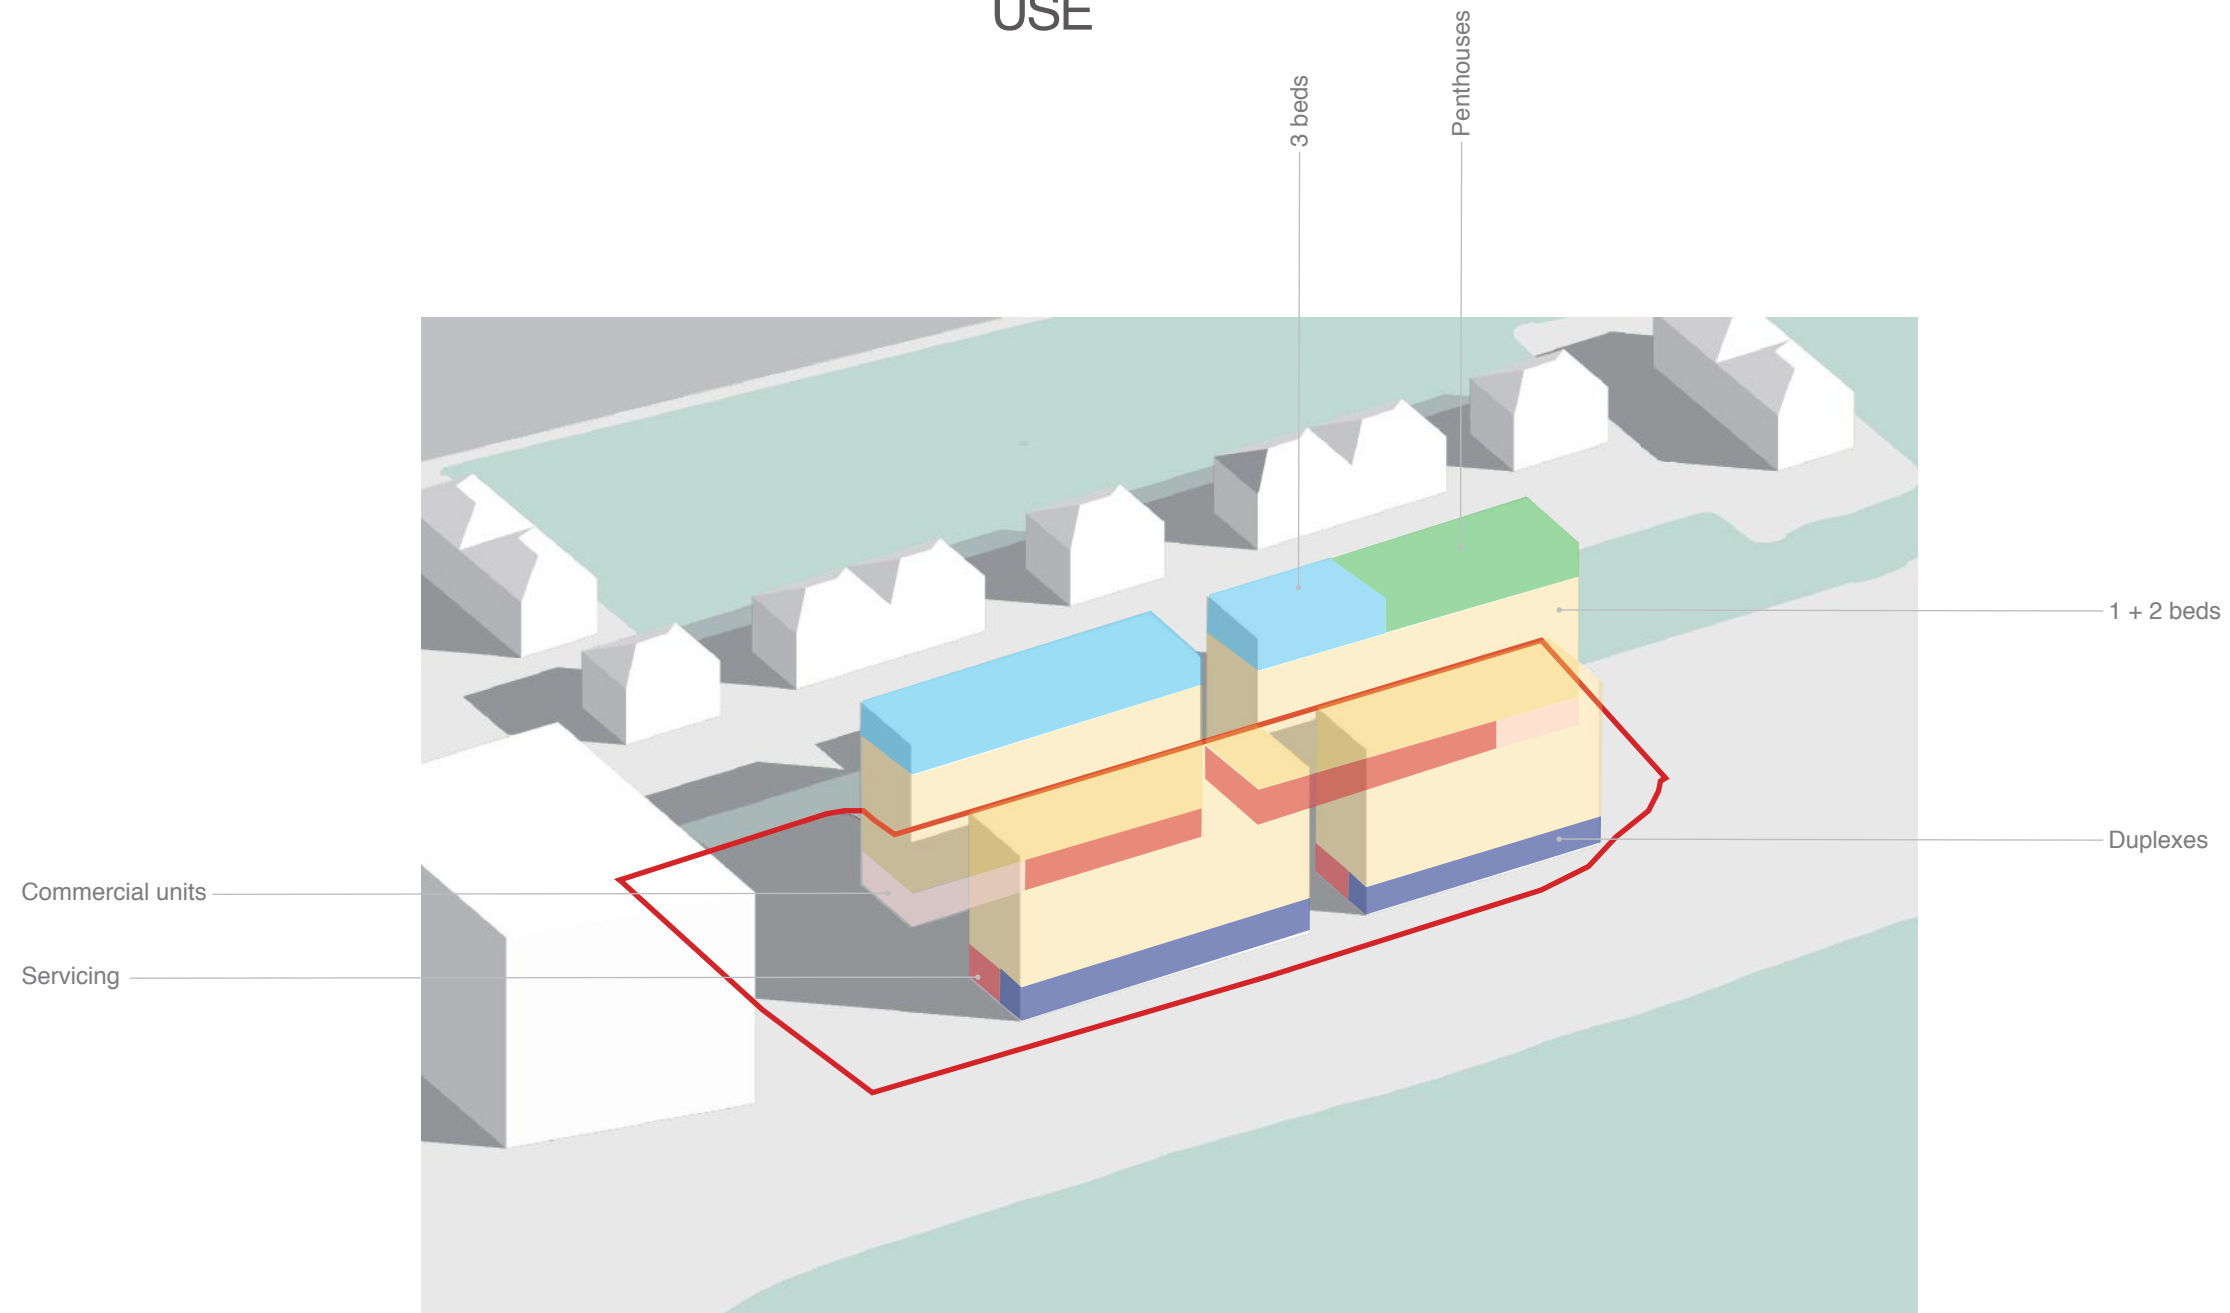 USE
Penthouses
3 beds
1 + 2 beds
Duplexes
Commercial units
Servicing